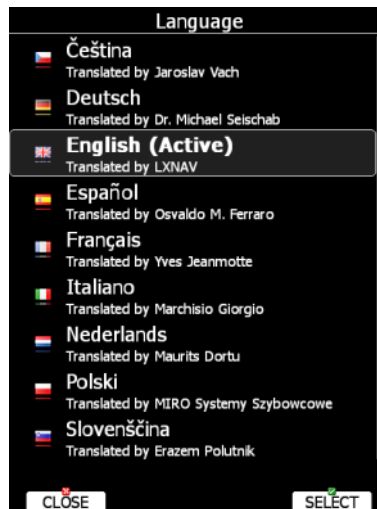 Language
Čeština
Translated by Jaroslav Vach
Deutsch
Translated by Dr. Michael Seischab
English (Active)
Translated by LXNAV
Español
Translated by Osvaldo M. Ferraro
Français
Translated by Yves Jeanmotte
Italiano
Translated by Marchisio Giorgio
Nederlands
Translated by Maurits Dortu
Polski
Translated by MIRO Systemy Szybowcowe
Slovenščina
Translated by Erazem Polutnik
CLOSE
SELECT